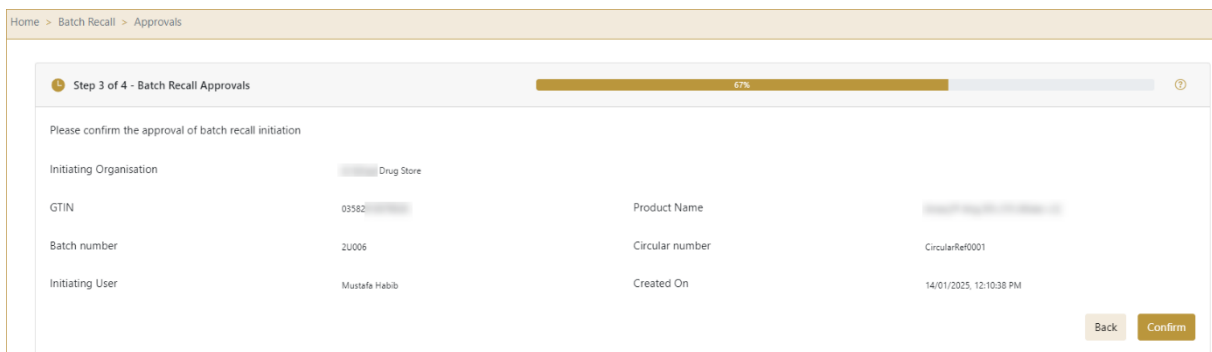 Home > Batch Recall > Approvals
Step 3 of 4 - Batch Recall Approvals
67%
Please confirm the approval of batch recall initiation
Initiating Organisation Drug Store
GTIN 03582 Product Name
Batch number 2U006 Circular number CircularRef0001
Initiating User Mustafa Habib Created On 14/01/2025, 12:10:38 PM
Back Confirm